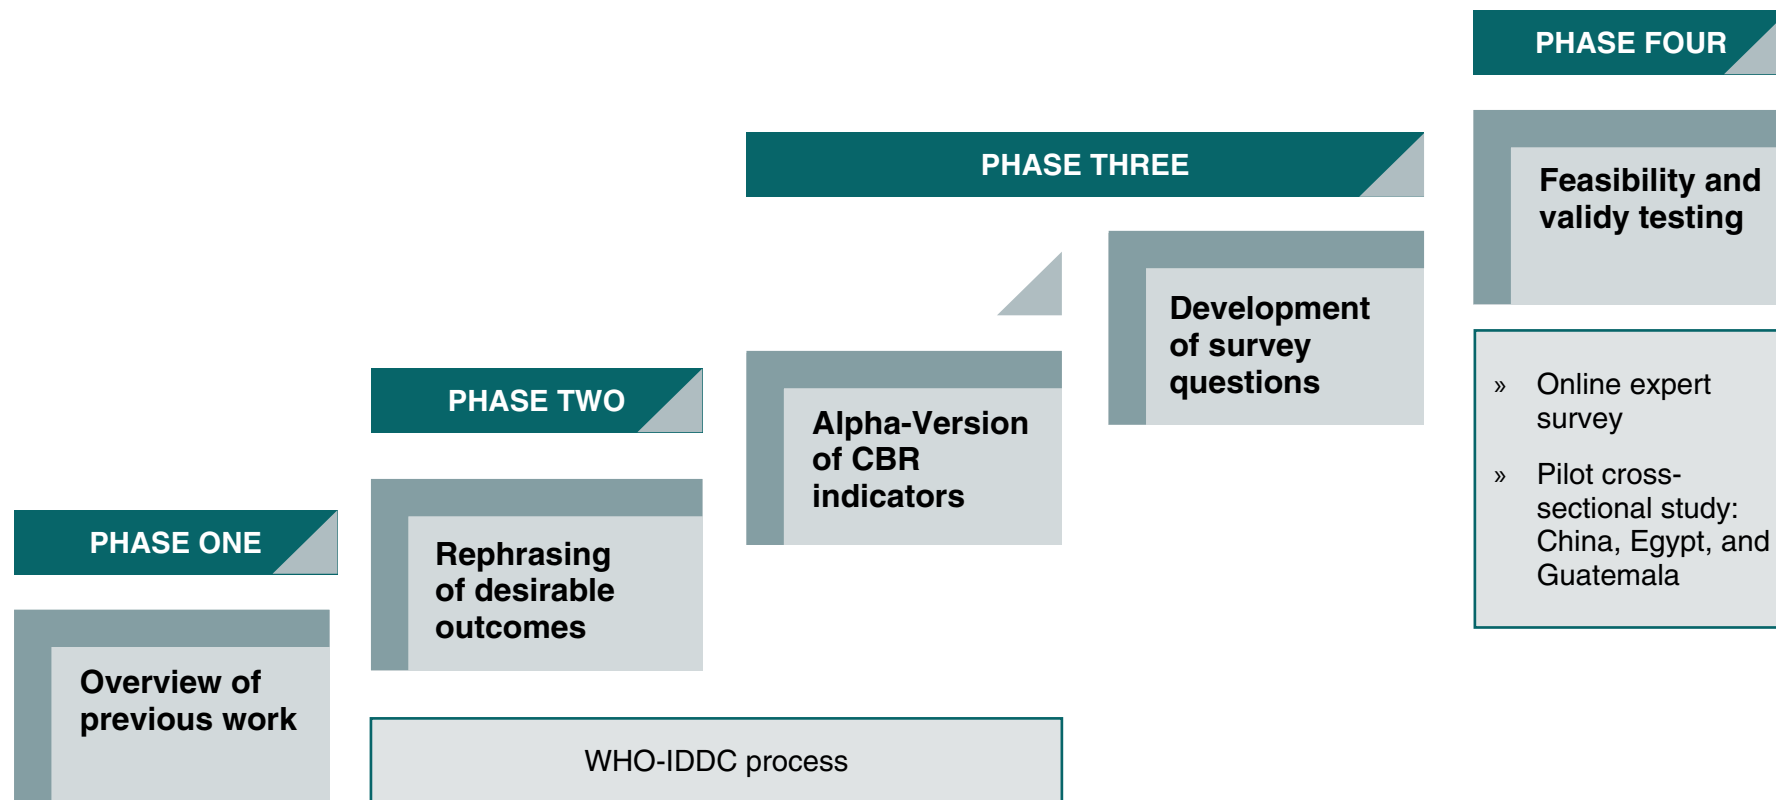 PHASE ONE
Overview of
previous work
PHASE TWO
Rephrasing
of desirable
outcomes
WHO-IDDC process
PHASE THREE
Alpha-Version
of CBR
indicators
Development
of survey
questions
PHASE FOUR
Feasibility and
validy testing
» Online expert
survey
» Pilot cross-
sectional study:
China, Egypt, and
Guatemala